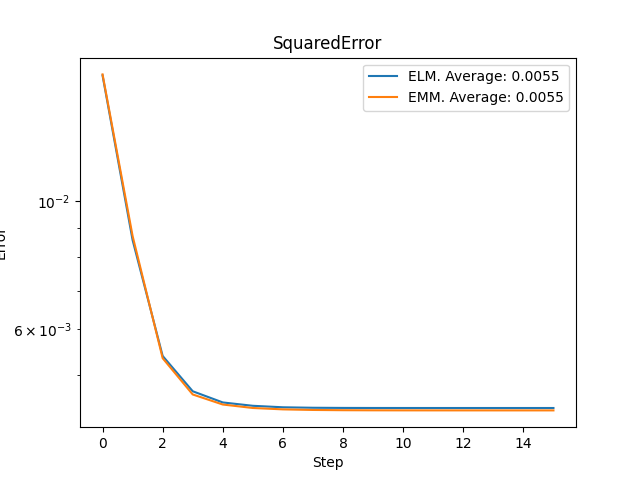 SquaredError
ELM. Average: 0.0055
EMM. Average: 0.0055
10⁻²
6 × 10⁻³
Error
0 2 4 6 8 10 12 14
Step